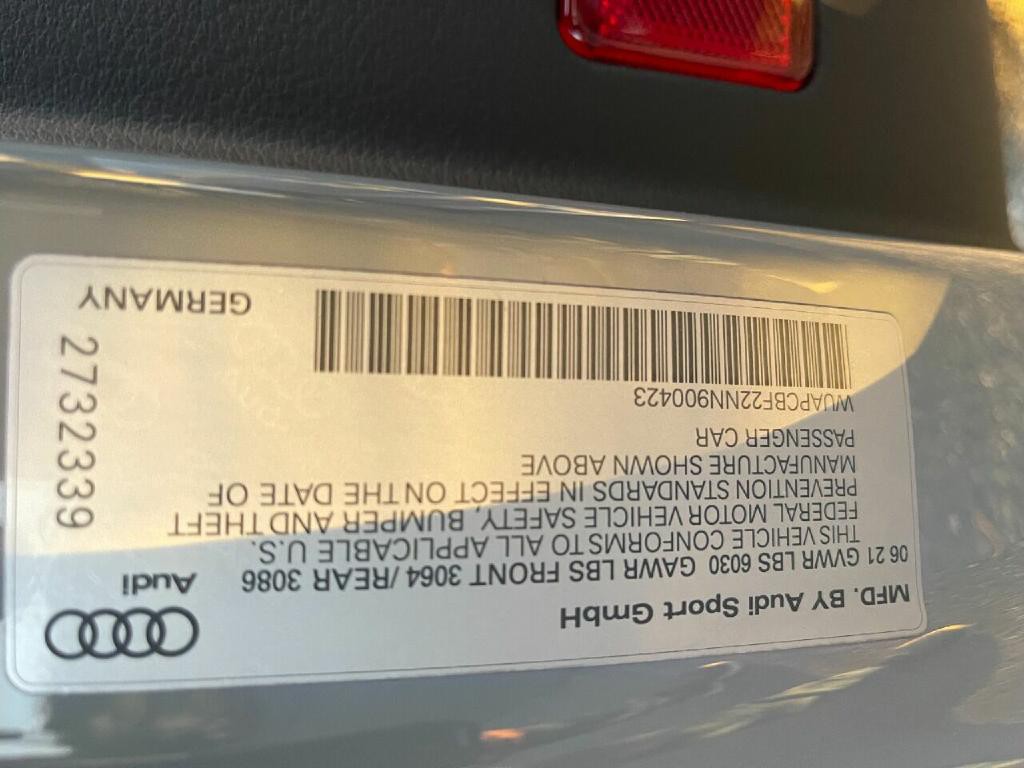 MFD. BY Audi Sport GmbH
06 21 GVWR LBS 6030 GAWR LBS FRONT 3064 /REAR 3086
THIS VEHICLE CONFORMS TO ALL APPLICABLE U.S.
FEDERAL MOTOR VEHICLE SAFETY, BUMPER AND THEFT
PREVENTION STANDARDS IN EFFECT ON THE DATE OF
MANUFACTURE SHOWN ABOVE
PASSENGER CAR
WUAPCBF22NN900423
Audi
2732339
GERMANY